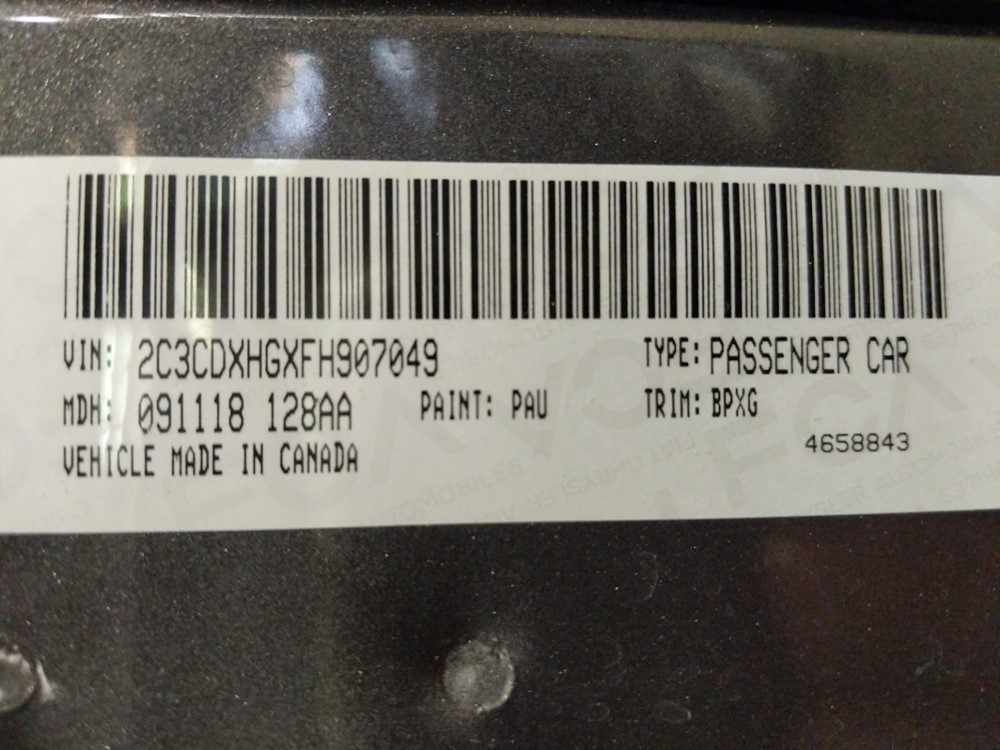 VIN: 2C3CDXHGXFH907049 TYPE: PASSENGER CAR
MDH: 091118 128AA PAINT: PAU TRIM: BPXG
VEHICLE MADE IN CANADA 4658843